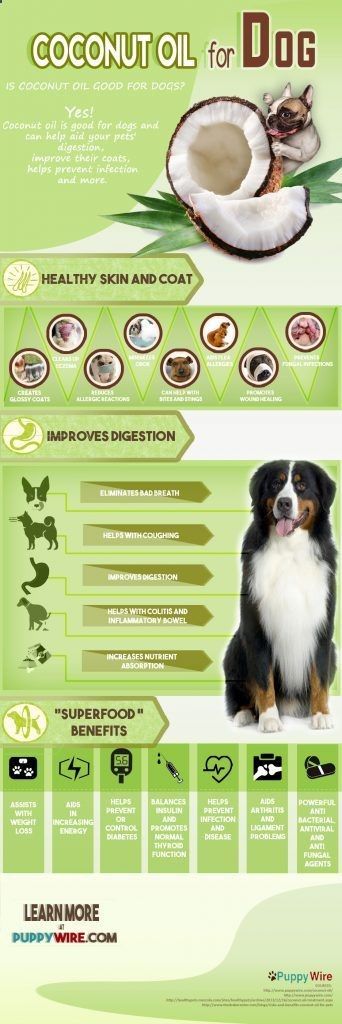 COCONUT OIL for DOG
IS COCONUT OIL GOOD FOR DOGS?
Yes!
Coconut oil is good for dogs and
can help aid your pets'
digestion,
improve their coats,
helps prevent infection
and more.
HEALTHY SKIN AND COAT
CREATES
GLOSSY COATS
CLEARS UP
ECZEMA
REDUCES
ALLERGIC REACTIONS
ODOR
CAN HELP WITH
BITES AND STINGS
ALLERGIES
PROMOTES
WOUND HEALING
PREVENTS
FUNGAL INFECTIONS
IMPROVES DIGESTION
ELIMINATES BAD BREATH
HELPS WITH COUGHING
IMPROVES DIGESTION
HELPS WITH COLITIS AND
INFLAMMATORY BOWEL
INCREASES NUTRIENT
ABSORPTION
"SUPERFOOD"
BENEFITS
5.6
ASSISTS
WITH
WEIGHT
LOSS
AIDS
IN
INCREASING
ENERGY
HELPS
PREVENT
OR
CONTROL
DIABETES
BALANCES
INSULIN
AND
PROMOTES
NORMAL
THYROID
FUNCTION
HELPS
PREVENT
INFECTION
AND
DISEASE
AIDS
ARTHRITIS
AND
LIGAMENT
PROBLEMS
POWERFUL
ANTI
BACTERIAL,
ANTIVIRAL
AND
ANTI
FUNGAL
AGENTS
LEARN MORE
AT
PUPPYWIRE.COM
PuppyWire
SOURCES: